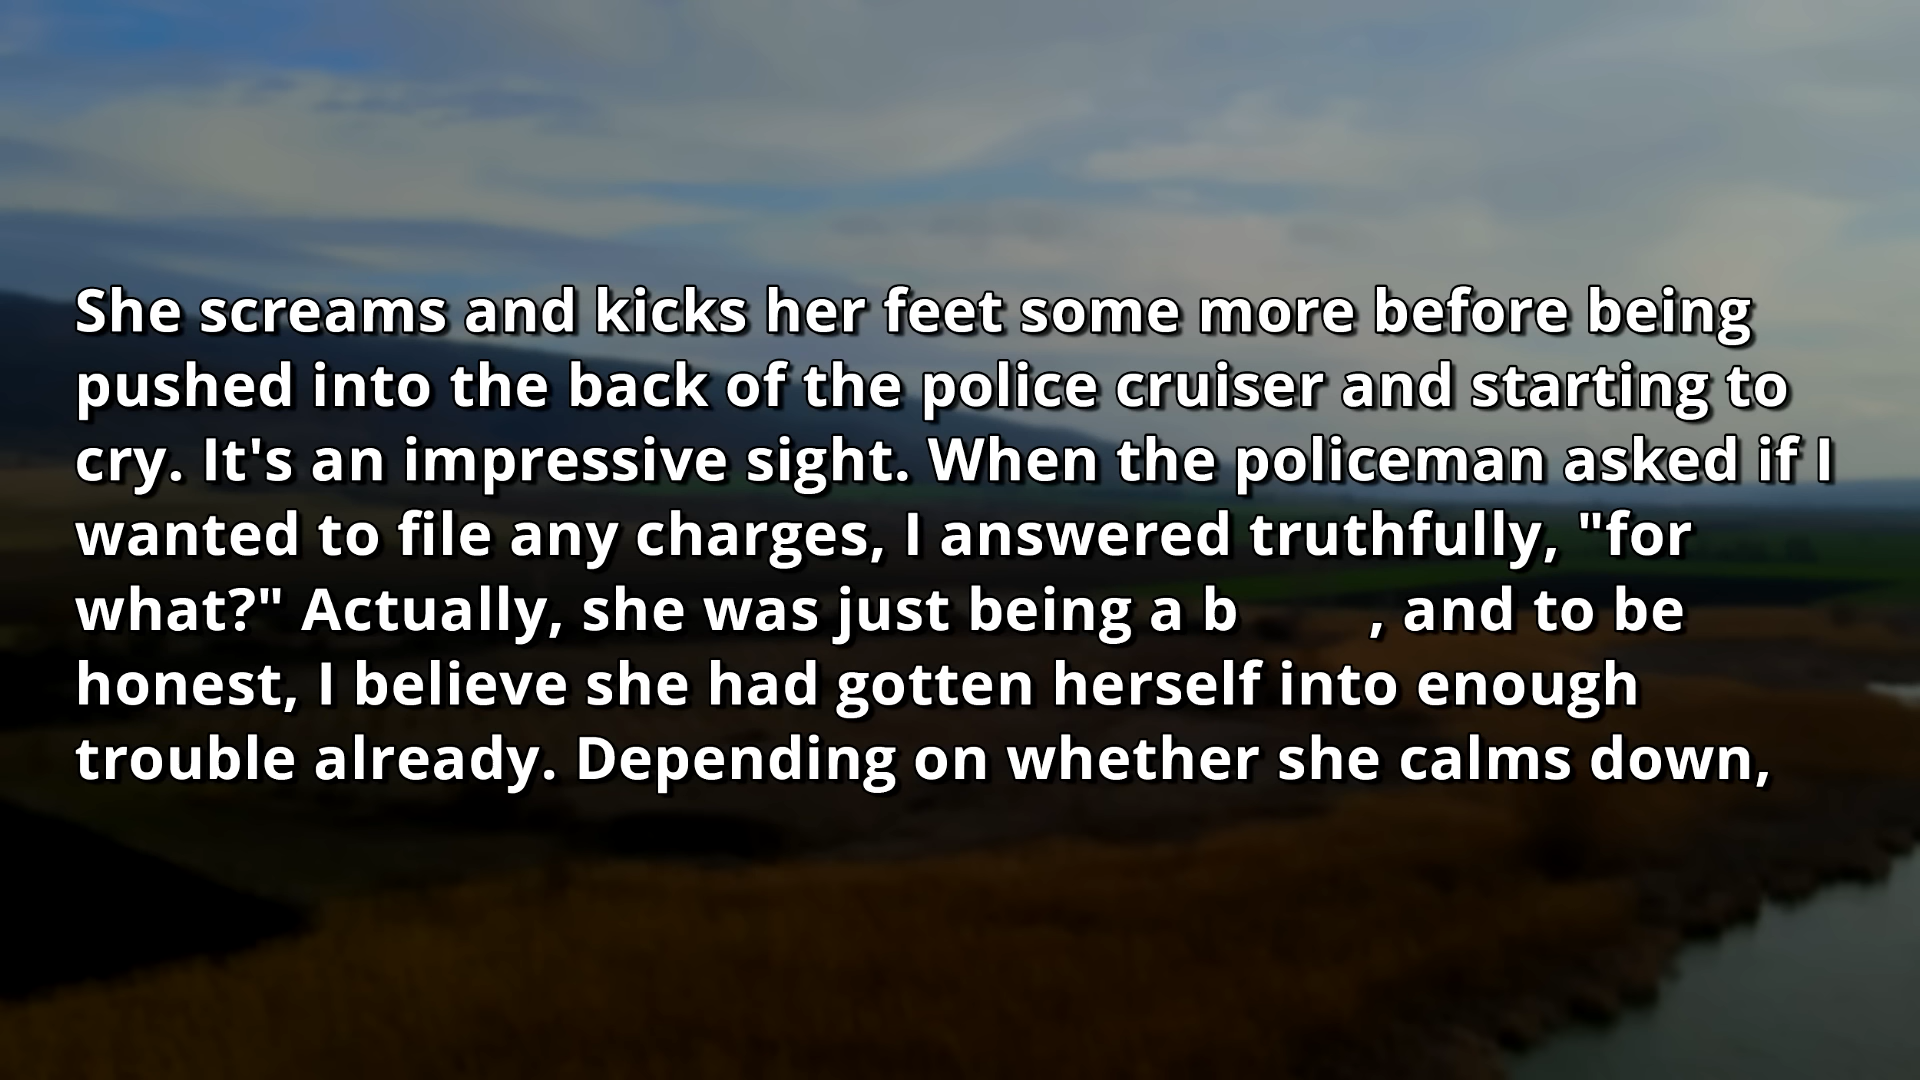 She screams and kicks her feet some more before being
pushed into the back of the police cruiser and starting to
cry. It's an impressive sight. When the policeman asked if I
wanted to file any charges, I answered truthfully, "for
what?" Actually, she was just being a b , and to be
honest, I believe she had gotten herself into enough
trouble already. Depending on whether she calms down,